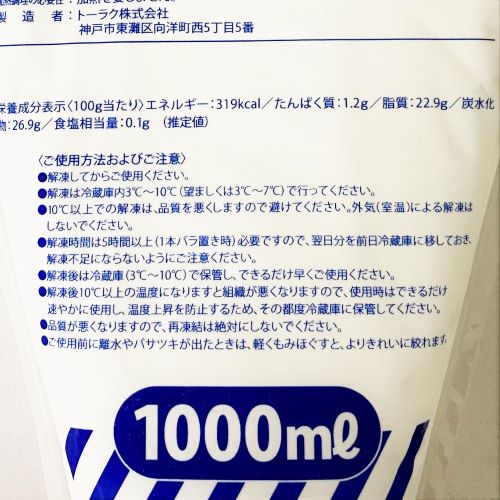 製造者：トーラク株式会社
神戸市東灘区向洋町西5丁目5番
栄養成分表示〈100g当たり〉エネルギー：319kcal／たんぱく質：1.2g／脂質：22.9g／炭水化
物：26.9g／食塩相当量：0.1g （推定値）
〈ご使用方法およびご注意〉
●解凍してからご使用ください。
●解凍は冷蔵庫内3℃～10℃（望ましくは3℃～7℃）で行ってください。
●10℃以上での解凍は、品質を悪くしますので避けてください。外気（室温）による解凍は
しないでください。
●解凍時間は5時間以上（1本バラ置き時）必要ですので、翌日分を前日冷蔵庫に移しておき、
解凍不足にならないようにご注意ください。
●解凍後は冷蔵庫（3℃～10℃）で保管し、できるだけ早くご使用ください。
●解凍後10℃以上の温度になりますと組織が悪くなりますので、使用時はできるだけ
速やかに使用し、温度上昇を防止するため、その都度冷蔵庫に保管してください。
●品質が悪くなりますので、再凍結は絶対にしないでください。
●ご使用前に離水やパサツキが出たときは、軽くもみほぐすと、よりきれいに絞れます。
1000mℓ